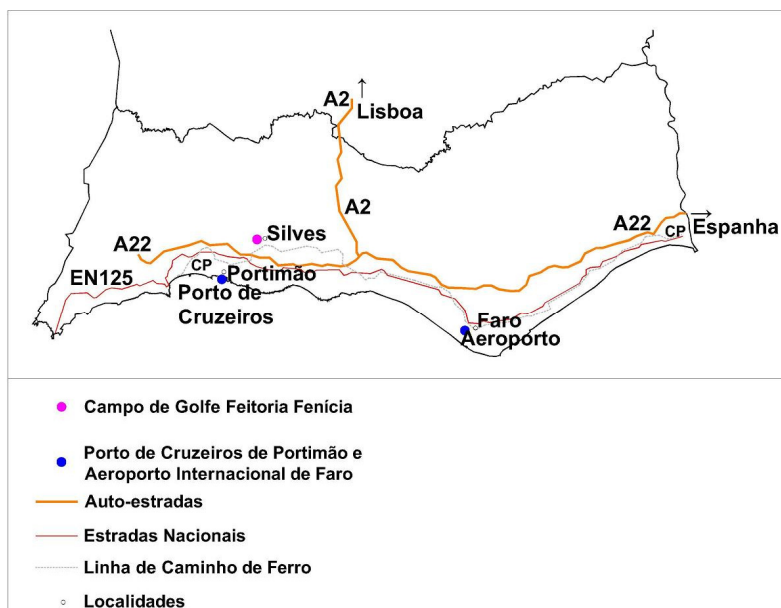 A2
↑
Lisboa
A2
A22
Silves
A22
→
CP
Espanha
EN125
CP
Portimão
Porto de
Cruzeiros
Faro
Aeroporto
Campo de Golfe Feitoria Fenícia
Porto de Cruzeiros de Portimão e
Aeroporto Internacional de Faro
Auto-estradas
Estradas Nacionais
Linha de Caminho de Ferro
Localidades